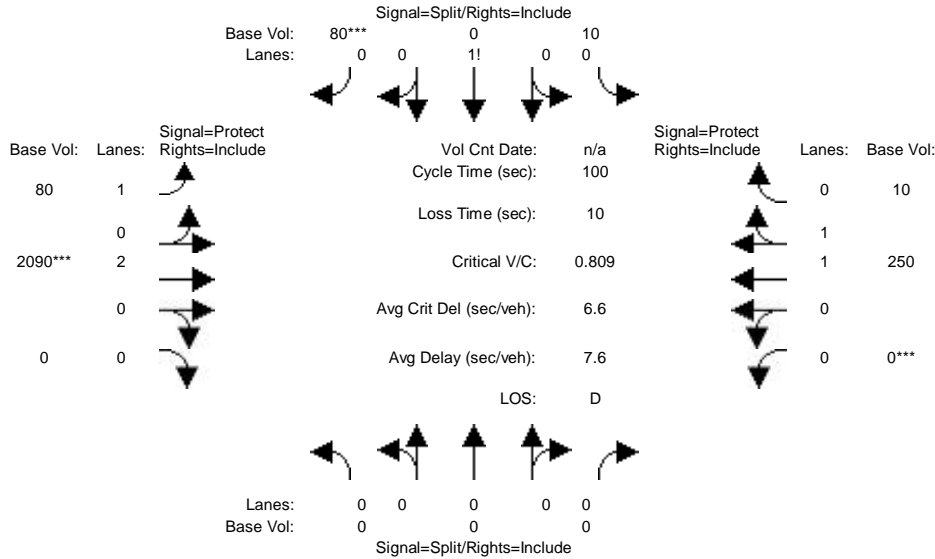 Signal=Split/Rights=Include
Base Vol: 80*** 0 10
Lanes: 0 0 1! 0 0
Signal=Protect Signal=Protect
Base Vol: Lanes: Rights=Include Vol Cnt Date: n/a Rights=Include Lanes: Base Vol:
Cycle Time (sec): 100
80 1 0 10
Loss Time (sec): 10
0 1
2090*** 2 Critical V/C: 0.809 1 250
0 Avg Crit Del (sec/veh): 6.6 0
0 0 Avg Delay (sec/veh): 7.6 0 0***
LOS: D
Lanes: 0 0 0 0 0
Base Vol: 0 0 0
Signal=Split/Rights=Include